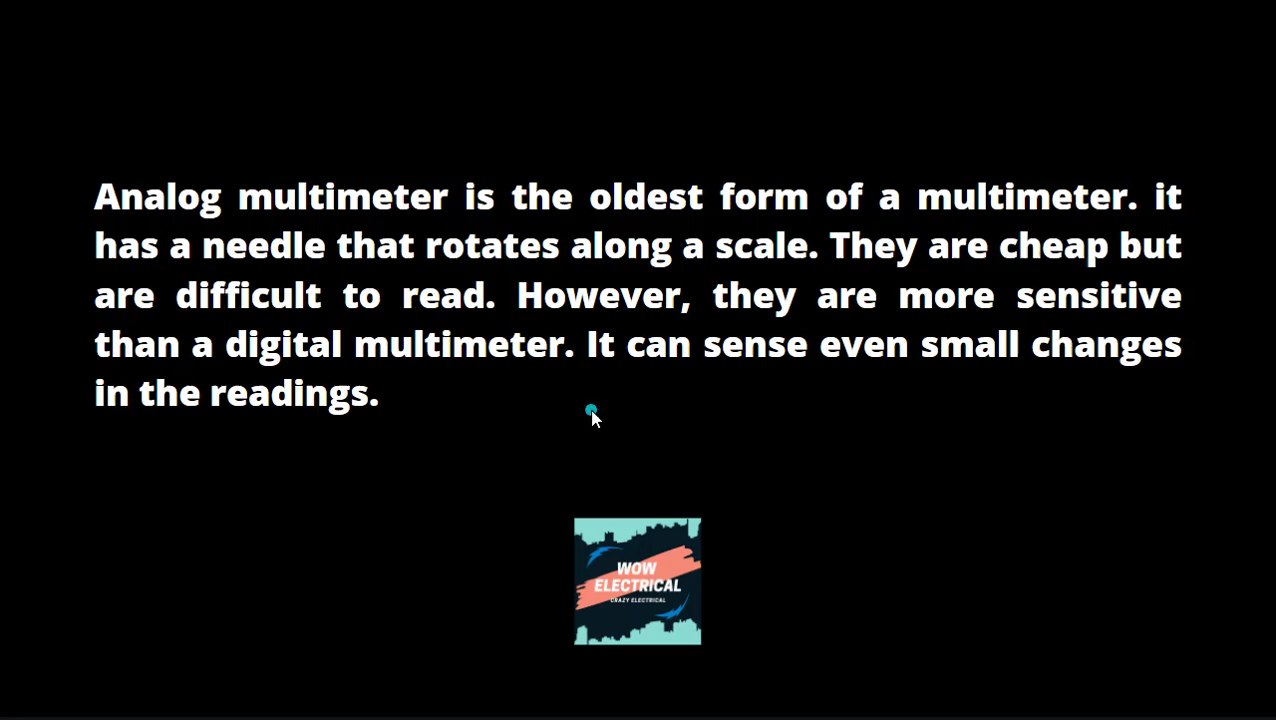 Analog multimeter is the oldest form of a multimeter. it
has a needle that rotates along a scale. They are cheap but
are difficult to read. However, they are more sensitive
than a digital multimeter. It can sense even small changes
in the readings.
WOW
ELECTRICAL
CRAZY ELECTRICAL